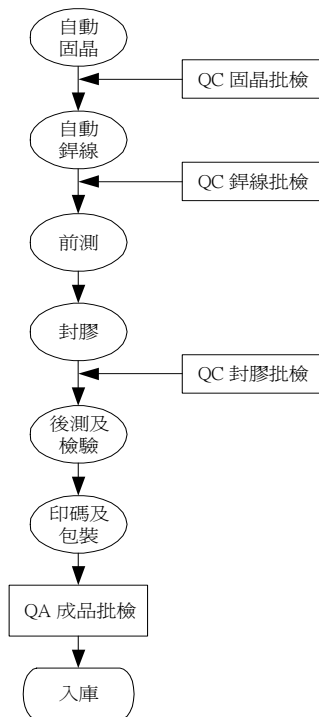 自動
固晶
QC 固晶批檢
自動
銲線
QC 銲線批檢
前測
封膠
QC 封膠批檢
後測及
檢驗
印碼及
包裝
QA 成品批檢
入庫